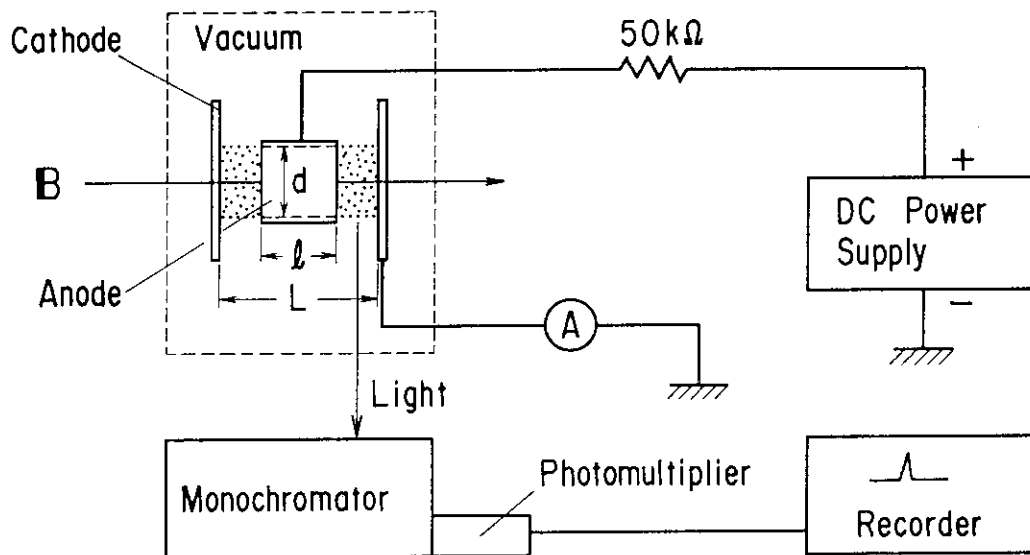 Cathode
Vacuum
50kΩ
B
d
ℓ
L
Anode
A
+
DC Power
Supply
−
Light
Monochromator
Photomultiplier
Recorder